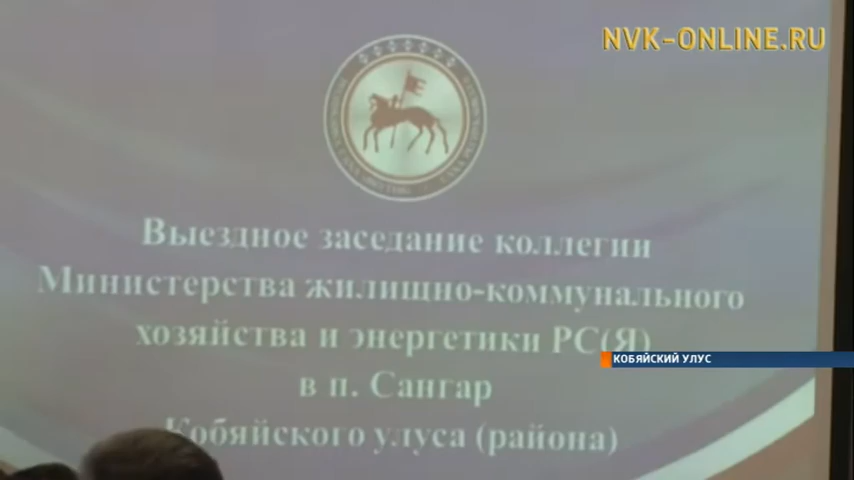 NVK-ONLINE.RU
Выездное заседание коллегии
Министерства жилищно-коммунального
хозяйства и энергетики РС(Я)
КОБЯЙСКИЙ УЛУС
в п. Сангар
Кобяйского улуса (района)